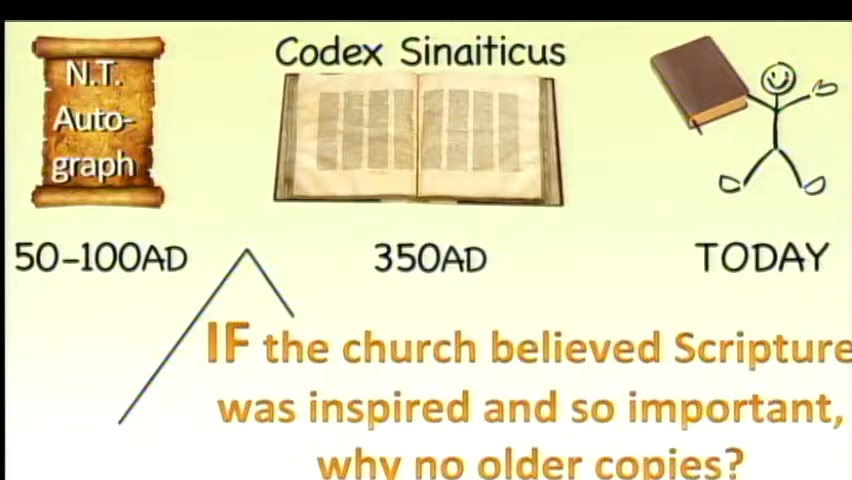 N.T.
Auto-
graph
Codex Sinaiticus
50-100AD
350AD
TODAY
IF the church believed Scripture
was inspired and so important,
why no older copies?